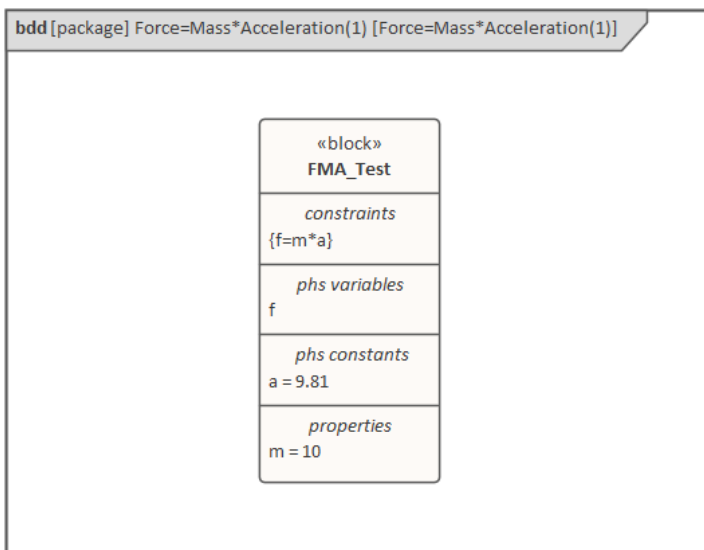 bdd [package] Force=Mass*Acceleration(1) [Force=Mass*Acceleration(1)]
«block»
FMA_Test
constraints
{f=m*a}
phs variables
f
phs constants
a = 9.81
properties
m = 10